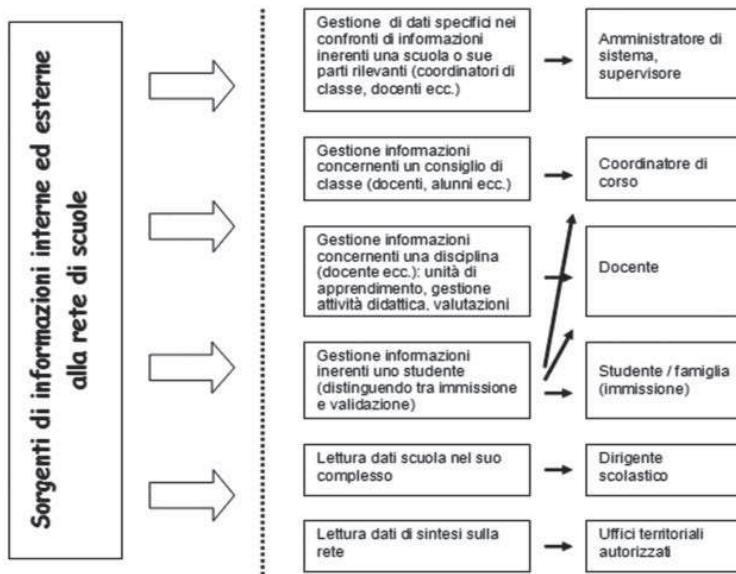 Sorgenti di informazioni interne ed esterne
alla rete di scuole
Gestione di dati specifici nei
confronti di informazioni
inerenti una scuola o sue
parti rilevanti (coordinatori di
classe, docenti ecc.)
Amministratore di
sistema,
supervisore
Gestione informazioni
concernenti un consiglio di
classe (docenti, alunni ecc.)
Coordinatore di
corso
Gestione informazioni
concernenti una disciplina
(docente ecc.): unità di
apprendimento, gestione
attività didattica, valutazioni
Docente
Gestione informazioni
inerenti uno studente
(distinguendo tra immissione
e validazione)
Studente / famiglia
(immissione)
Lettura dati scuola nel suo
complesso
Dirigente
scolastico
Lettura dati di sintesi sulla
rete
Uffici territoriali
autorizzati